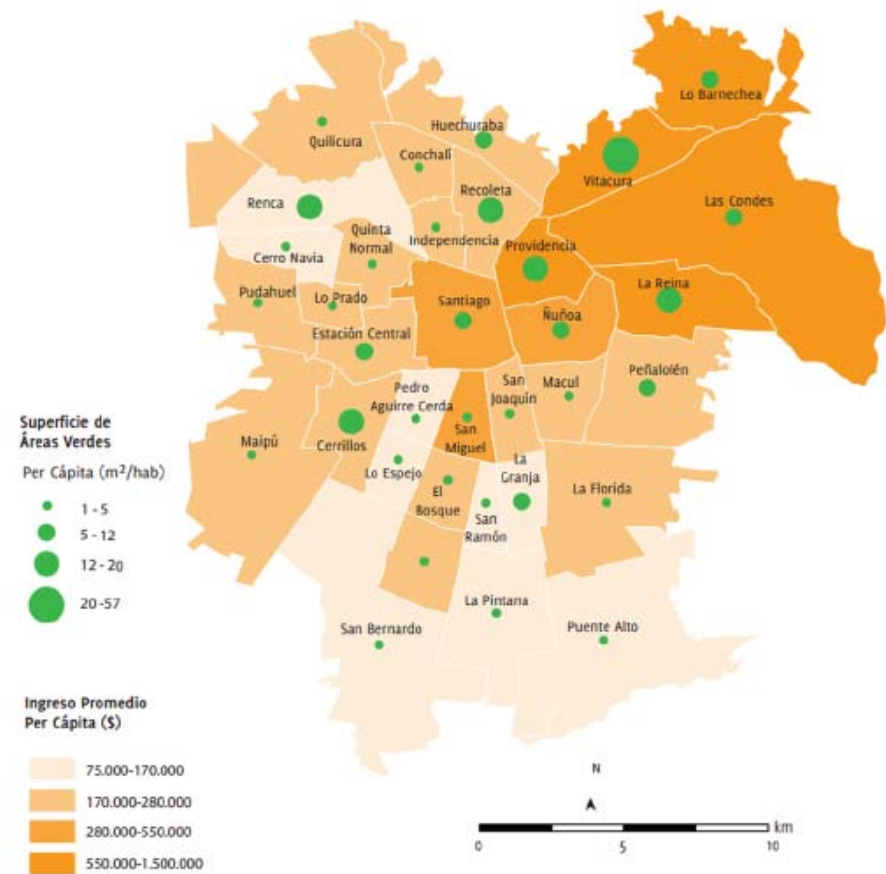 Lo Barnechea
Huechuraba
Quilicura
Conchalí
Vitacura
Recoleta
Renca
Las Condes
Quinta
Normal
Independencia
Providencia
Cerro Navia
La Reina
Pudahuel
Lo Prado
Santiago
Ñuñoa
Estación Central
Peñalolén
Pedro
Aguirre Cerda
San
Joaquín
Macul
Superficie de
Áreas Verdes
Per Cápita (m²/hab)
1 - 5
5 - 12
12 - 20
20 -57
Maipú
Cerrillos
San
Miguel
Lo Espejo
La
Granja
El
Bosque
La Florida
San
Ramón
La Pintana
San Bernardo
Puente Alto
Ingreso Promedio
Per Cápita ($)
75.000-170.000
170.000-280.000
280.000-550.000
550.000-1.500.000
N
km
0
5
10